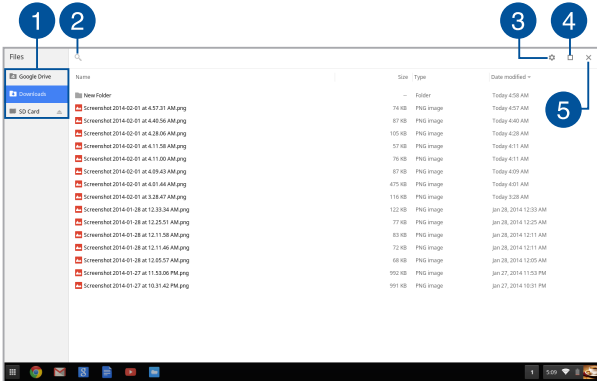 1 2 3 4
Files
Google Drive
Name Size Type Date modified
Downloads
New Folder -- Folder Today 4:58 AM
SD Card
Screenshot 2014-02-01 at 4.57.31 AM.png 74 KB PNG image Today 4:57 AM
5
Screenshot 2014-02-01 at 4.40.56 AM.png 87 KB PNG image Today 4:40 AM
Screenshot 2014-02-01 at 4.28.06 AM.png 105 KB PNG image Today 4:28 AM
Screenshot 2014-02-01 at 4.11.58 AM.png 57 KB PNG image Today 4:11 AM
Screenshot 2014-02-01 at 4.11.00 AM.png 76 KB PNG image Today 4:11 AM
Screenshot 2014-02-01 at 4.09.43 AM.png 87 KB PNG image Today 4:09 AM
Screenshot 2014-02-01 at 4.01.44 AM.png 475 KB PNG image Today 4:01 AM
Screenshot 2014-02-01 at 3.28.47 AM.png 116 KB PNG image Today 3:28 AM
Screenshot 2014-01-28 at 12.33.34 AM.png 122 KB PNG image Jan 28, 2014 12:33 AM
Screenshot 2014-01-28 at 12.25.51 AM.png 77 KB PNG image Jan 28, 2014 12:25 AM
Screenshot 2014-01-28 at 12.11.58 AM.png 83 KB PNG image Jan 28, 2014 12:11 AM
Screenshot 2014-01-28 at 12.11.46 AM.png 72 KB PNG image Jan 28, 2014 12:11 AM
Screenshot 2014-01-28 at 12.05.57 AM.png 68 KB PNG image Jan 28, 2014 12:05 AM
Screenshot 2014-01-27 at 11.53.06 PM.png 992 KB PNG image Jan 27, 2014 11:53 PM
Screenshot 2014-01-27 at 10.31.42 PM.png 991 KB PNG image Jan 27, 2014 10:31 PM
8 1 5:09